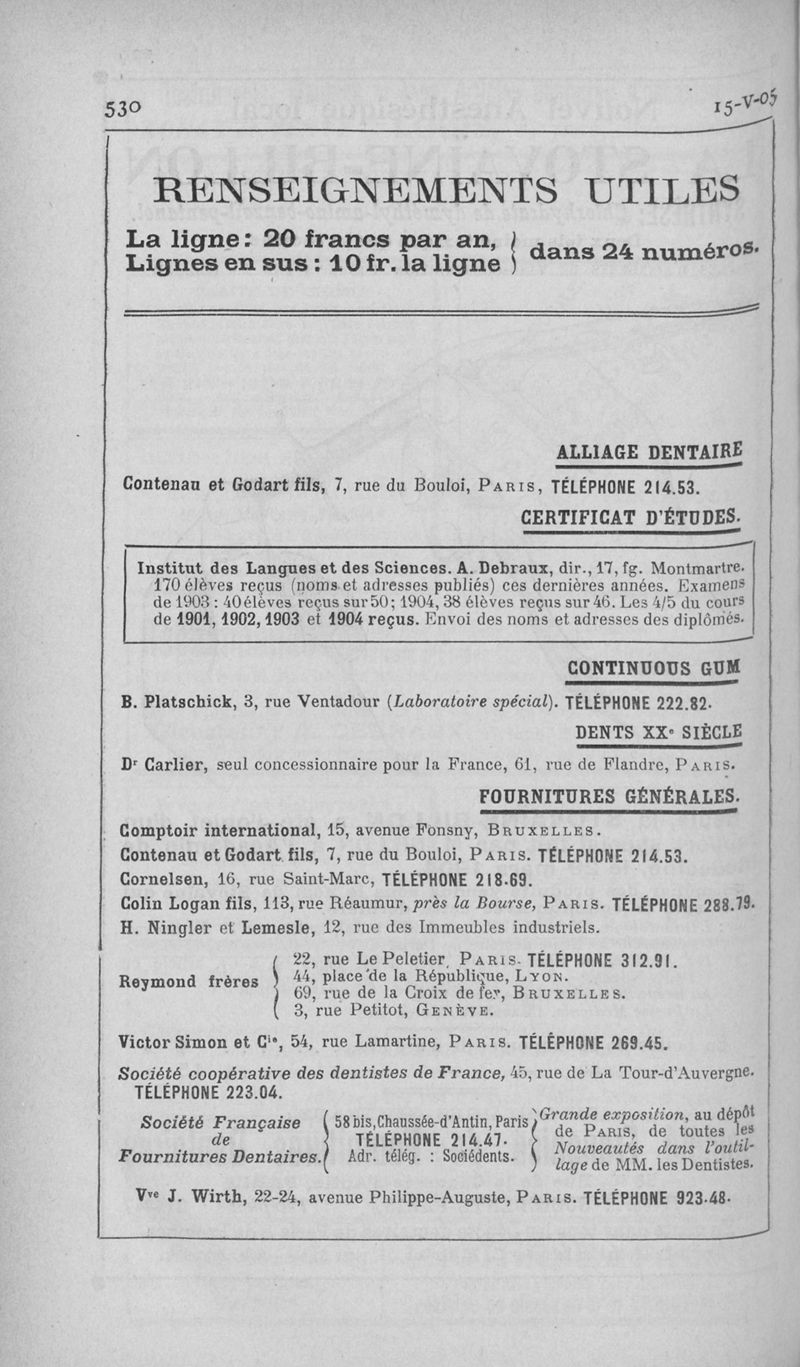 530
15-V-05
RENSEIGNEMENTS UTILES
La ligne: 20 francs par an, } dans 24 numéros.
Lignes en sus : 10 fr. la ligne
ALLIAGE DENTAIRE
Contenau et Godart fils, 7, rue du Bouloi, PARIS, TÉLÉPHONE 214.53.
CERTIFICAT D'ÉTUDES.
Institut des Langues et des Sciences. A. Debraux, dir., 17, fg. Montmartre.
170 élèves reçus (noms et adresses publiés) ces dernières années. Examens
de 1903 : 40 élèves reçus sur 50; 1904, 38 élèves reçus sur 46. Les 4/5 du cours
de 1901, 1902, 1903 et 1904 reçus. Envoi des noms et adresses des diplômés.
CONTINUOUS GUM
B. Platschick, 3, rue Ventadour (Laboratoire spécial). TÉLÉPHONE 222.82.
DENTS XXe SIÈCLE
Dr Carlier, seul concessionnaire pour la France, 61, rue de Flandre, PARIS.
FOURNITURES GÉNÉRALES.
Comptoir international, 15, avenue Fonsny, BRUXELLES.
Contenau et Godart fils, 7, rue du Bouloi, PARIS. TÉLÉPHONE 214.53.
Cornelsen, 16, rue Saint-Marc, TÉLÉPHONE 218.69.
Colin Logan fils, 113, rue Réaumur, près la Bourse, PARIS. TÉLÉPHONE 288.79.
H. Ningler et Lemesle, 12, rue des Immeubles industriels.
Reymond frères
22, rue Le Peletier, PARIS. TÉLÉPHONE 312.91.
44, place de la République, LYON.
69, rue de la Croix de fer, BRUXELLES.
3, rue Petitot, GENÈVE.
Victor Simon et Cie, 54, rue Lamartine, PARIS. TÉLÉPHONE 269.45.
Société coopérative des dentistes de France, 45, rue de La Tour-d'Auvergne.
TÉLÉPHONE 223.04.
Société Française
de
Fournitures Dentaires.
58 bis, Chaussée-d'Antin, Paris
TÉLÉPHONE 214.47.
Adr. télég. : Sociédents.
Grande exposition, au dépôt
de PARIS, de toutes les
Nouveautés dans l'outil-
lage de MM. les Dentistes.
Vve J. Wirth, 22-24, avenue Philippe-Auguste, PARIS. TÉLÉPHONE 923.48.